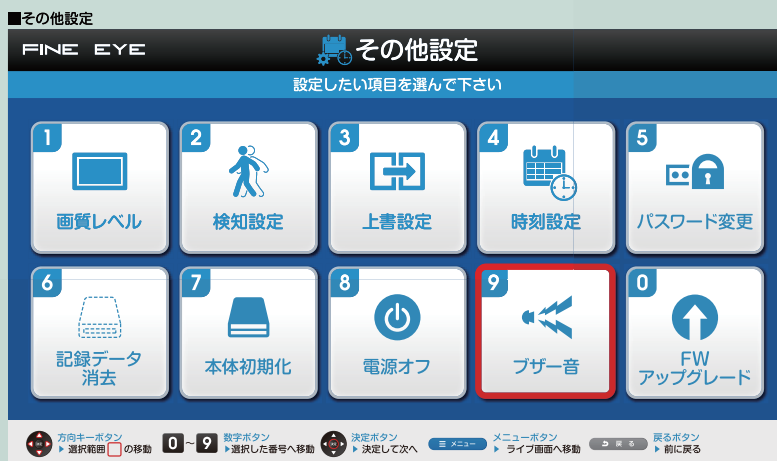 ■その他設定
FINE EYE
その他設定
設定したい項目を選んで下さい
1
画質レベル
2
検知設定
3
上書設定
4
時刻設定
5
パスワード変更
6
記録データ
消去
7
本体初期化
8
電源オフ
9
ブザー音
0
FW
アップグレード
方向キーボタン
▶ 選択範囲 の移動
0 ~ 9
数字ボタン
▶選択した番号へ移動
決定ボタン
▶ 決定して次へ
☰ メニュー
メニューボタン
▶ ライブ画面へ移動
戻る
戻るボタン
▶ 前に戻る